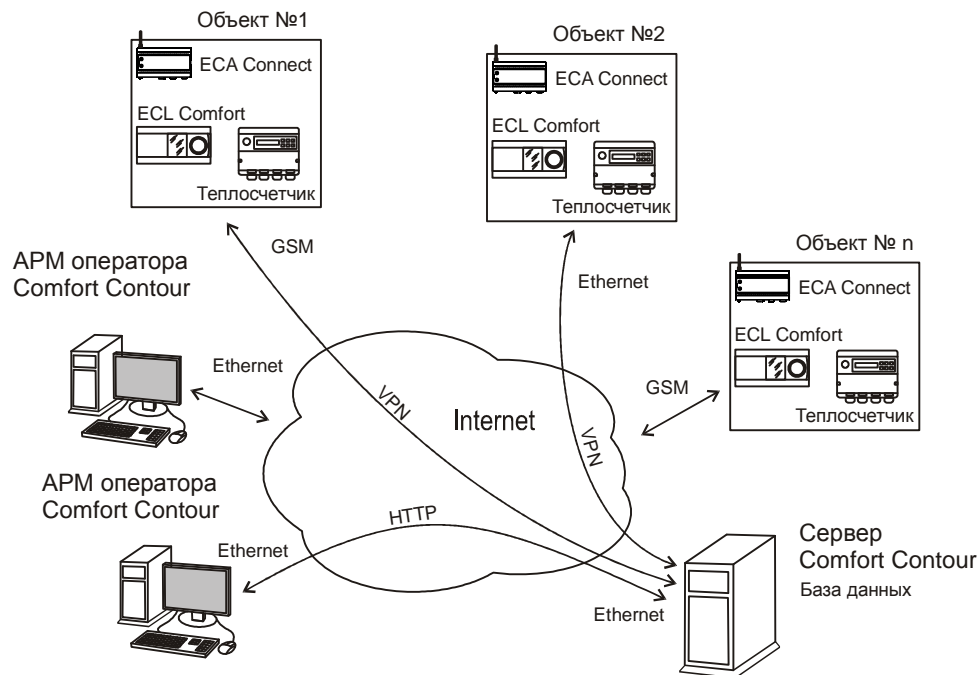 Объект №1
ECA Connect
ECL Comfort
Теплосчетчик
Объект №2
ECA Connect
ECL Comfort
Теплосчетчик
GSM
Ethernet
Объект № n
ECA Connect
ECL Comfort
Теплосчетчик
GSM
АРМ оператора
Comfort Contour
Ethernet
VPN
Internet
VPN
АРМ оператора
Comfort Contour
HTTP
Ethernet
Ethernet
Сервер
Comfort Contour
База данных